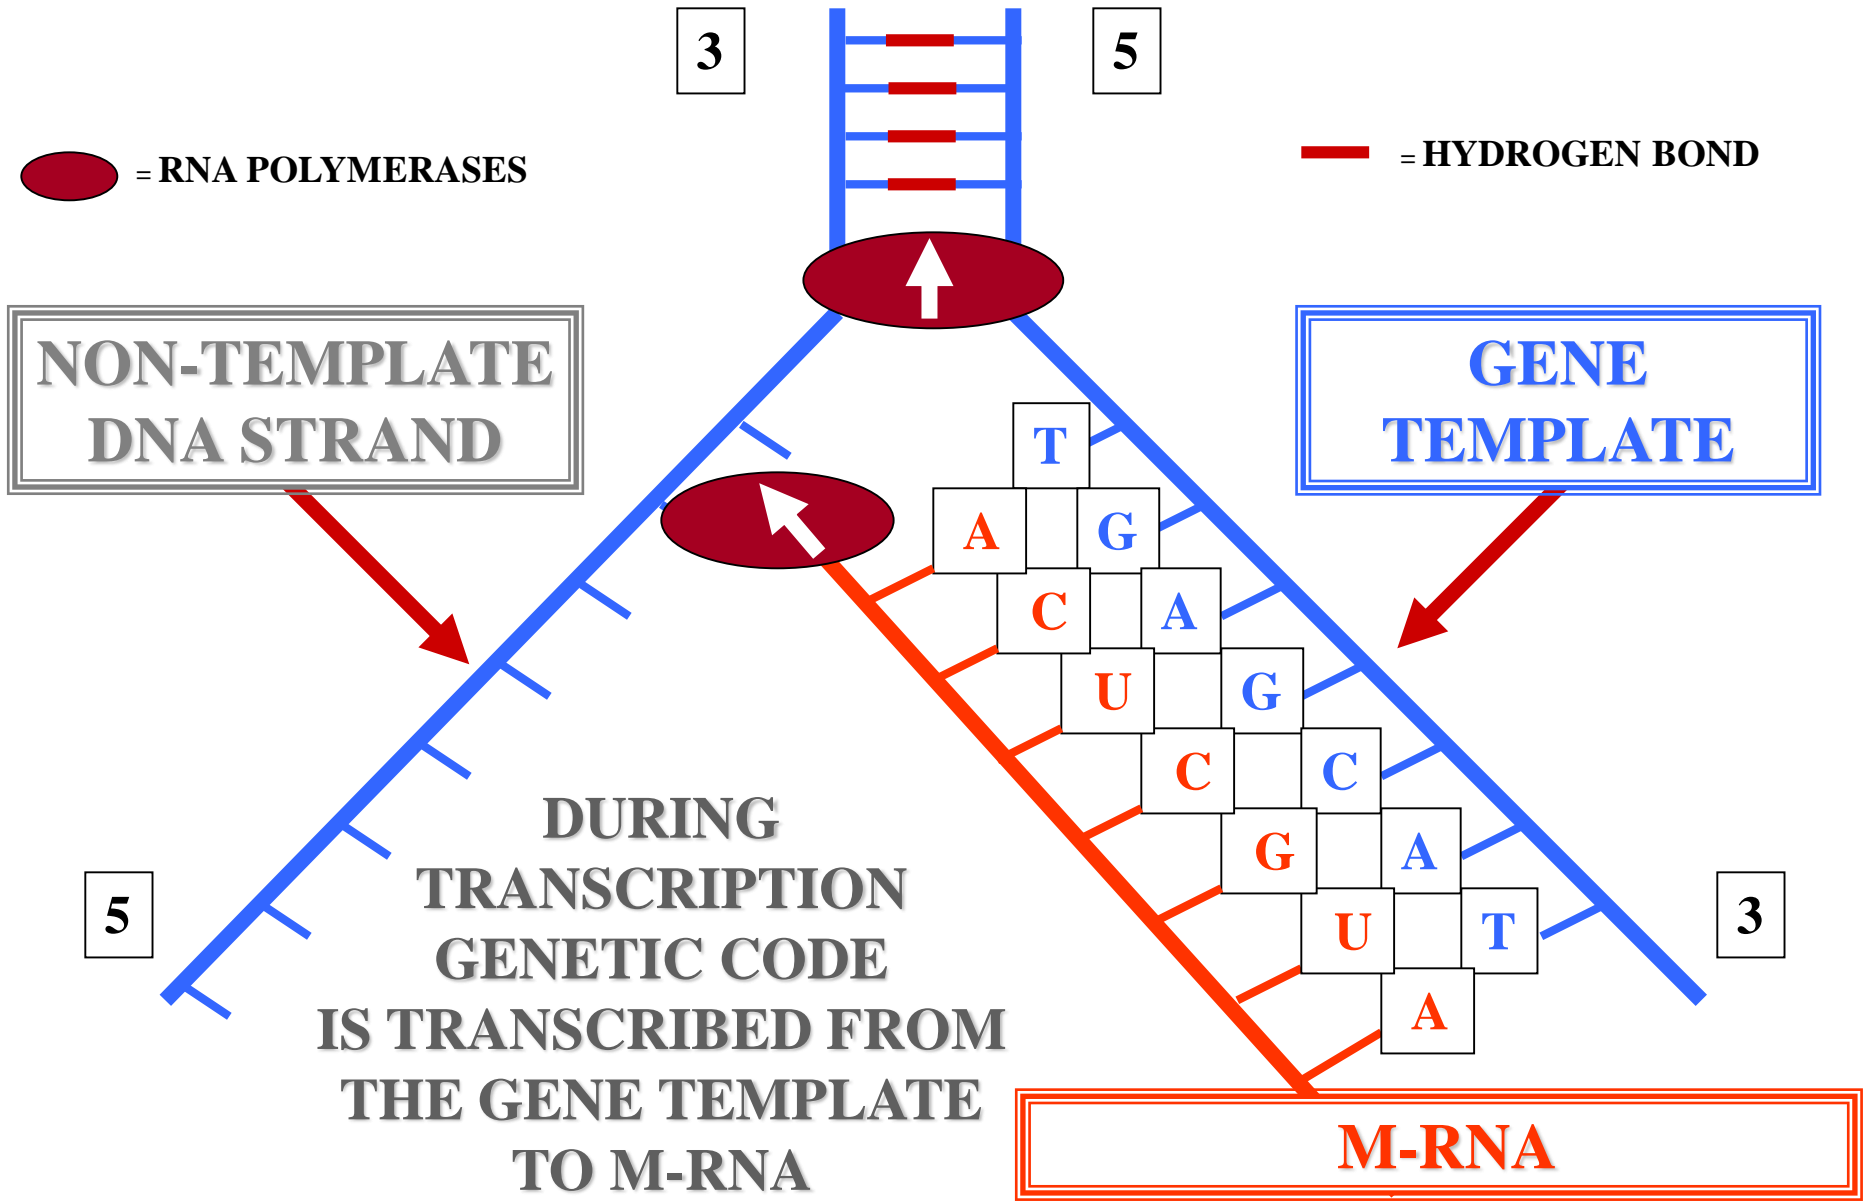 3
5
= RNA POLYMERASES
= HYDROGEN BOND
NON-TEMPLATE
DNA STRAND
GENE
TEMPLATE
T
A G
C A
U G
C C
G A
U T
A
5
3
DURING
TRANSCRIPTION
GENETIC CODE
IS TRANSCRIBED FROM
THE GENE TEMPLATE
TO M-RNA
M-RNA